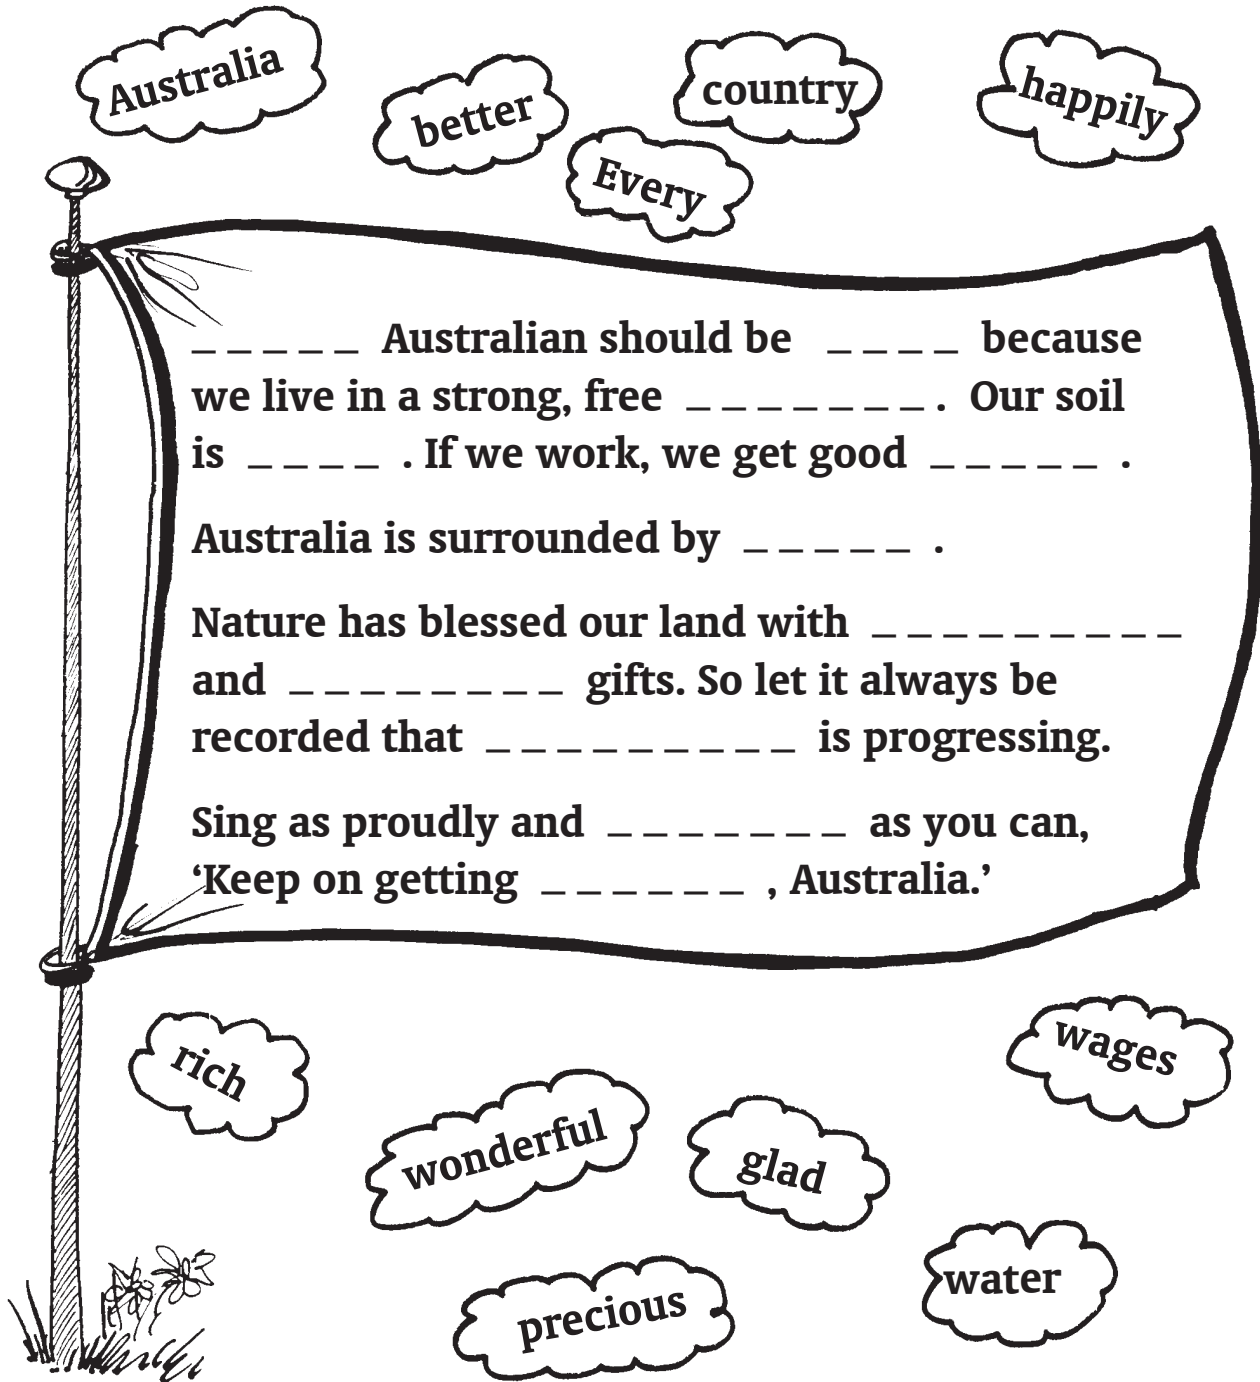 Australia
better
country
happily
Every
_ _ _ _ _ Australian should be _ _ _ _ because
we live in a strong, free _ _ _ _ _ _ _. Our soil
is _ _ _ _ . If we work, we get good _ _ _ _ _ .
Australia is surrounded by _ _ _ _ _ .
Nature has blessed our land with _ _ _ _ _ _ _ _ _
and _ _ _ _ _ _ _ _ gifts. So let it always be
recorded that _ _ _ _ _ _ _ _ _ is progressing.
Sing as proudly and _ _ _ _ _ _ _ as you can,
‘Keep on getting _ _ _ _ _ _ , Australia.’
rich
wages
wonderful
glad
water
precious